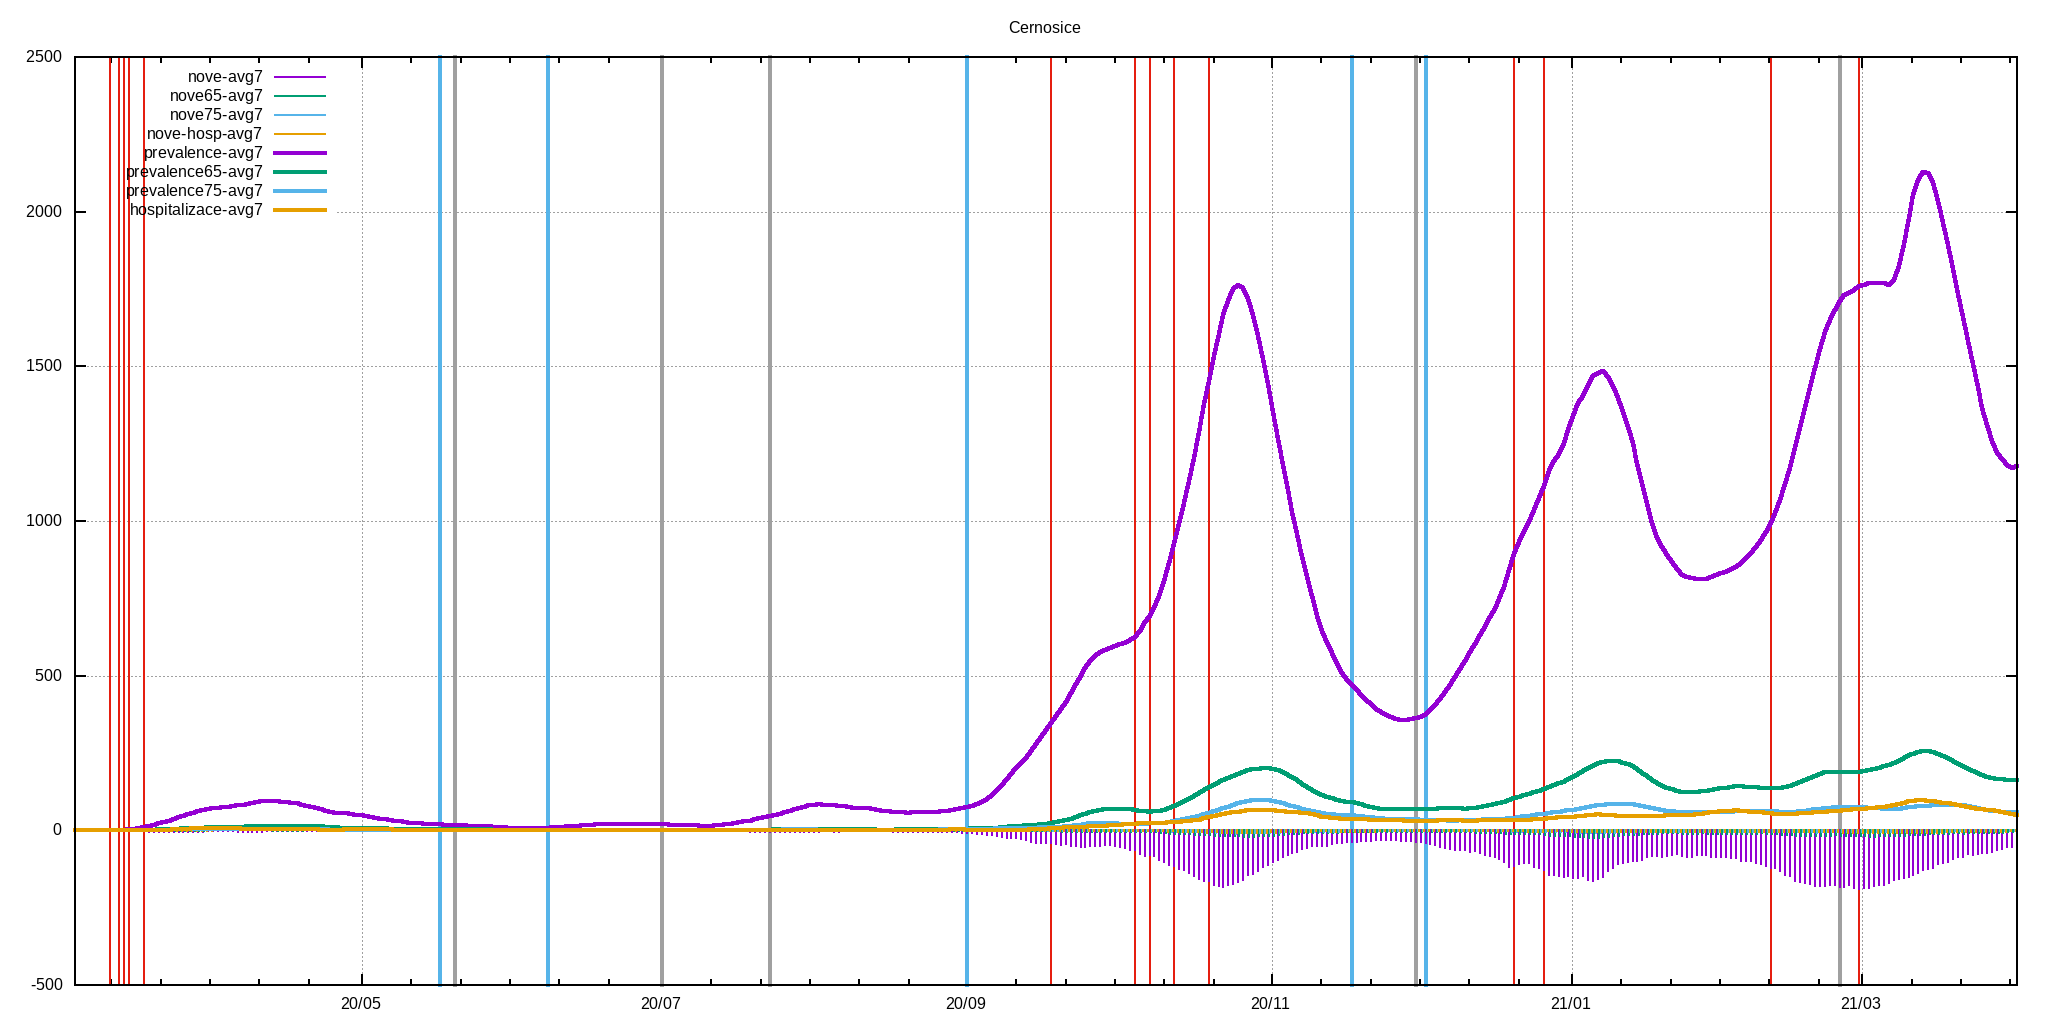 Cernosice
2500
2000
1500
1000
500
0
-500
nove-avg7
nove65-avg7
nove75-avg7
nove-hosp-avg7
prevalence-avg7
prevalence65-avg7
prevalence75-avg7
hospitalizace-avg7
20/05 20/07 20/09 20/11 21/01 21/03